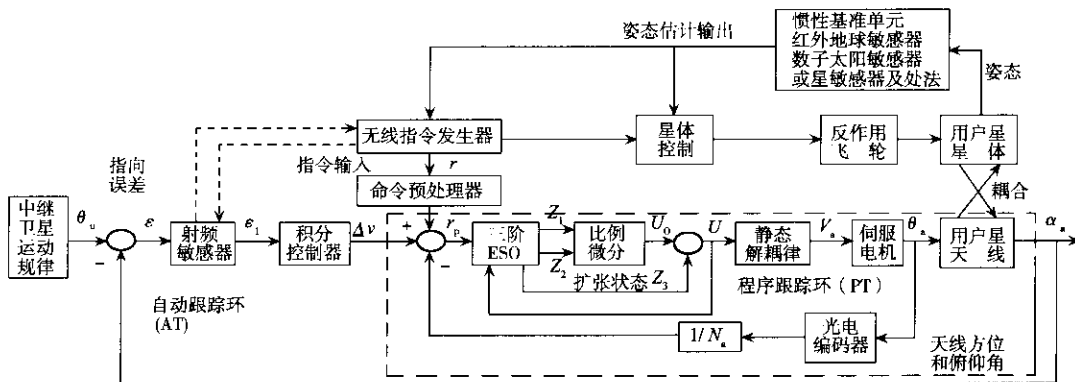 姿态估计输出
惯性基准单元
红外地球敏感器
数子太阳敏感器
或星敏感器及处法
姿态
无线指令发生器
星体
控制
反作用
飞轮
用户星
星体
指向
误差
指令输入
r
命令预处理器
耦合
中继
卫星
运动
规律
θu
−
ε
射频
敏感器
ε1
积分
控制器
Δv
+
−
rp
三阶
ESO
Z1
Z2
比例
微分
U0
U
静态
解耦律
Va
伺服
电机
θa
用户星
天线
αa
扩张状态Z3
程序跟踪环(PT)
自动跟踪环
(AT)
1/Na
光电
编码器
天线方位
和俯仰角